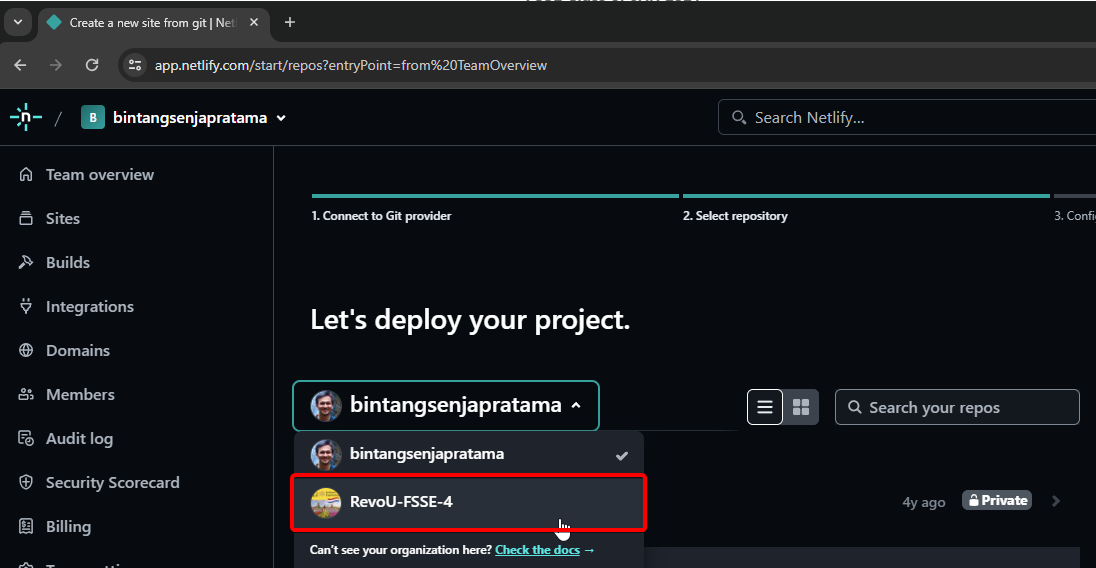 Create a new site from git | Net
app.netlify.com/start/repos?entryPoint=from%20TeamOverview
n / B bintangsenjapratama
Search Netlify...
Team overview
Sites
Builds
Integrations
Domains
Members
Audit log
Security Scorecard
Billing
1. Connect to Git provider
2. Select repository
3. Confi
Let's deploy your project.
bintangsenjapratama
Search your repos
bintangsenjapratama
RevoU-FSSE-4
4y ago Private
Can't see your organization here? Check the docs →